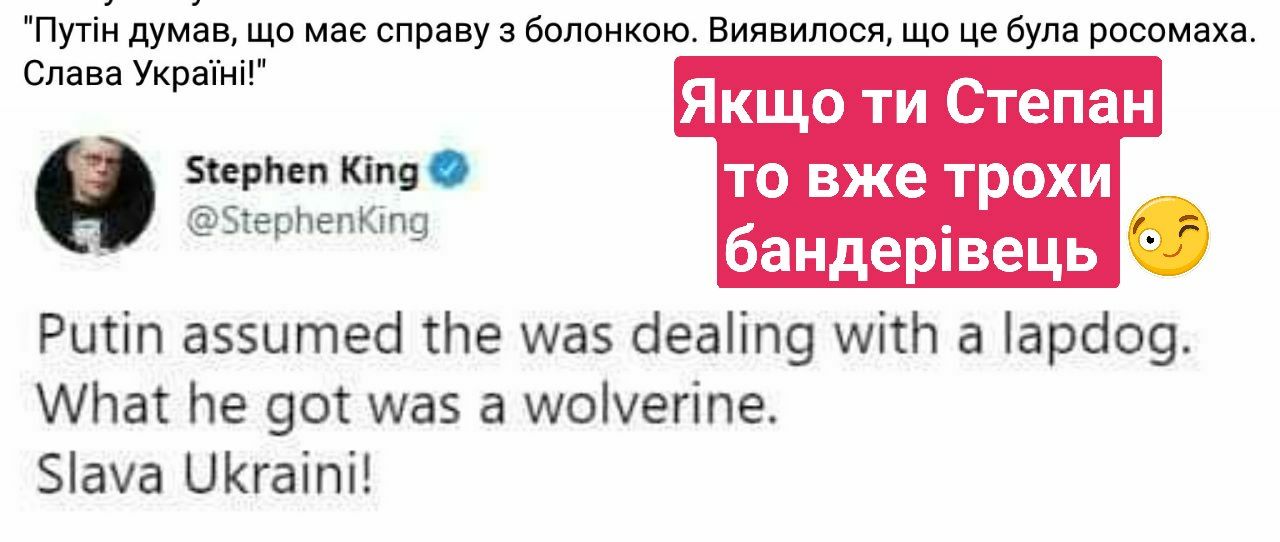 "Путін думав, що має справу з болонкою. Виявилося, що це була росомаха.
Слава Україні!"
Якщо ти Степан
то вже трохи
бандерівець
Stephen King
@StephenKing
Putin assumed the was dealing with a lapdog.
What he got was a wolverine.
Slava Ukraini!